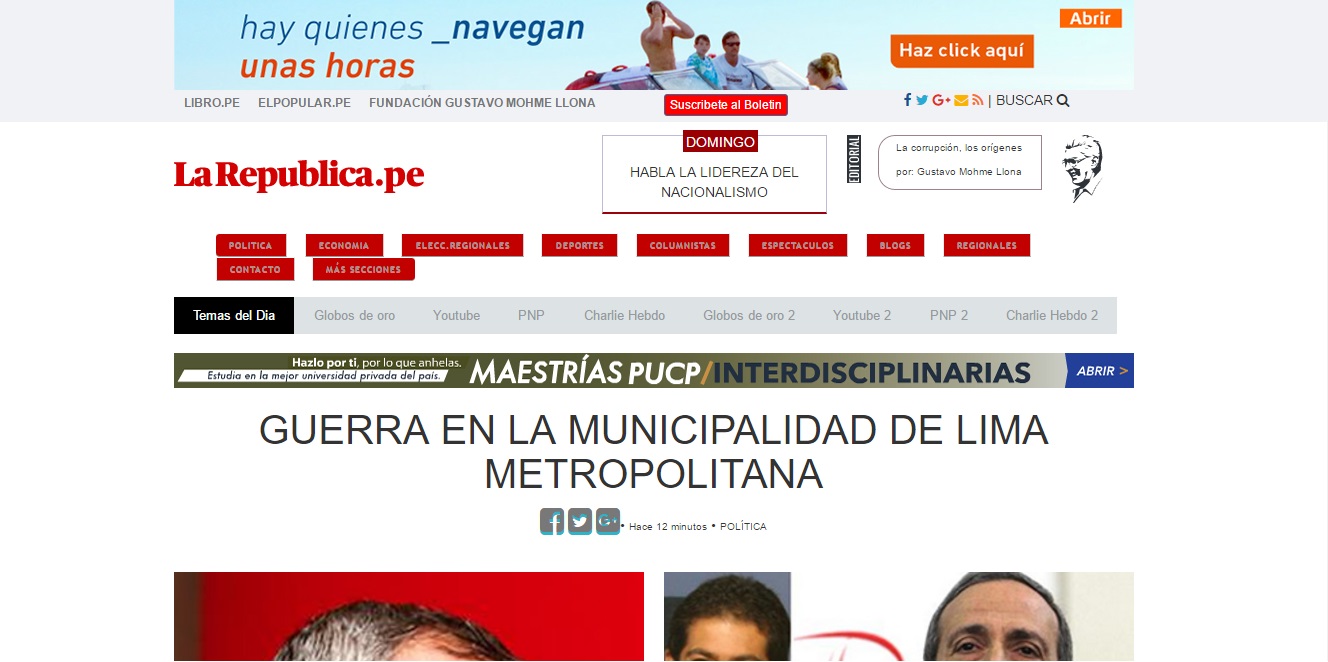 hay quienes _navegan
unas horas
Abrir
Haz click aquí
LIBRO.PE ELPOPULAR.PE FUNDACIÓN GUSTAVO MOHME LLONA
Suscribete al Boletin
| BUSCAR
LaRepublica.pe
DOMINGO
HABLA LA LIDEREZA DEL
NACIONALISMO
EDITORIAL
La corrupción, los orígenes
por: Gustavo Mohme Llona
POLITICA ECONOMIA ELECC.REGIONALES DEPORTES COLUMNISTAS ESPECTACULOS BLOGS REGIONALES
CONTACTO MÁS SECCIONES
Temas del Dia Globos de oro Youtube PNP Charlie Hebdo Globos de oro 2 Youtube 2 PNP 2 Charlie Hebdo 2
Hazlo por ti, por lo que anhelas.
Estudia en la mejor universidad privada del país.
MAESTRÍAS PUCP/INTERDISCIPLINARIAS
ABRIR >
GUERRA EN LA MUNICIPALIDAD DE LIMA
METROPOLITANA
• Hace 12 minutos • POLÍTICA